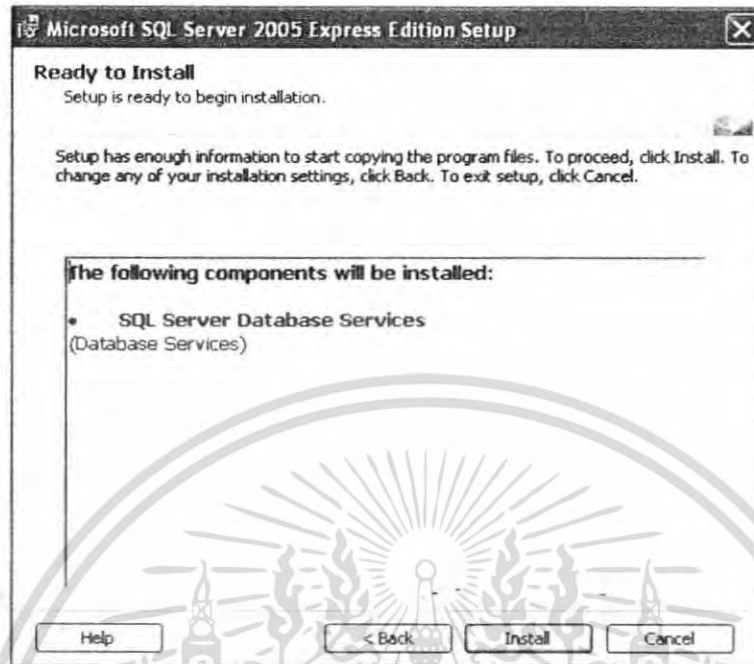 Microsoft SQL Server 2005 Express Edition Setup
Ready to Install
Setup is ready to begin installation.
Setup has enough information to start copying the program files. To proceed, click Install. To
change any of your installation settings, click Back. To exit setup, click Cancel.
The following components will be installed:
• SQL Server Database Services
(Database Services)
Help
< Back
Install
Cancel